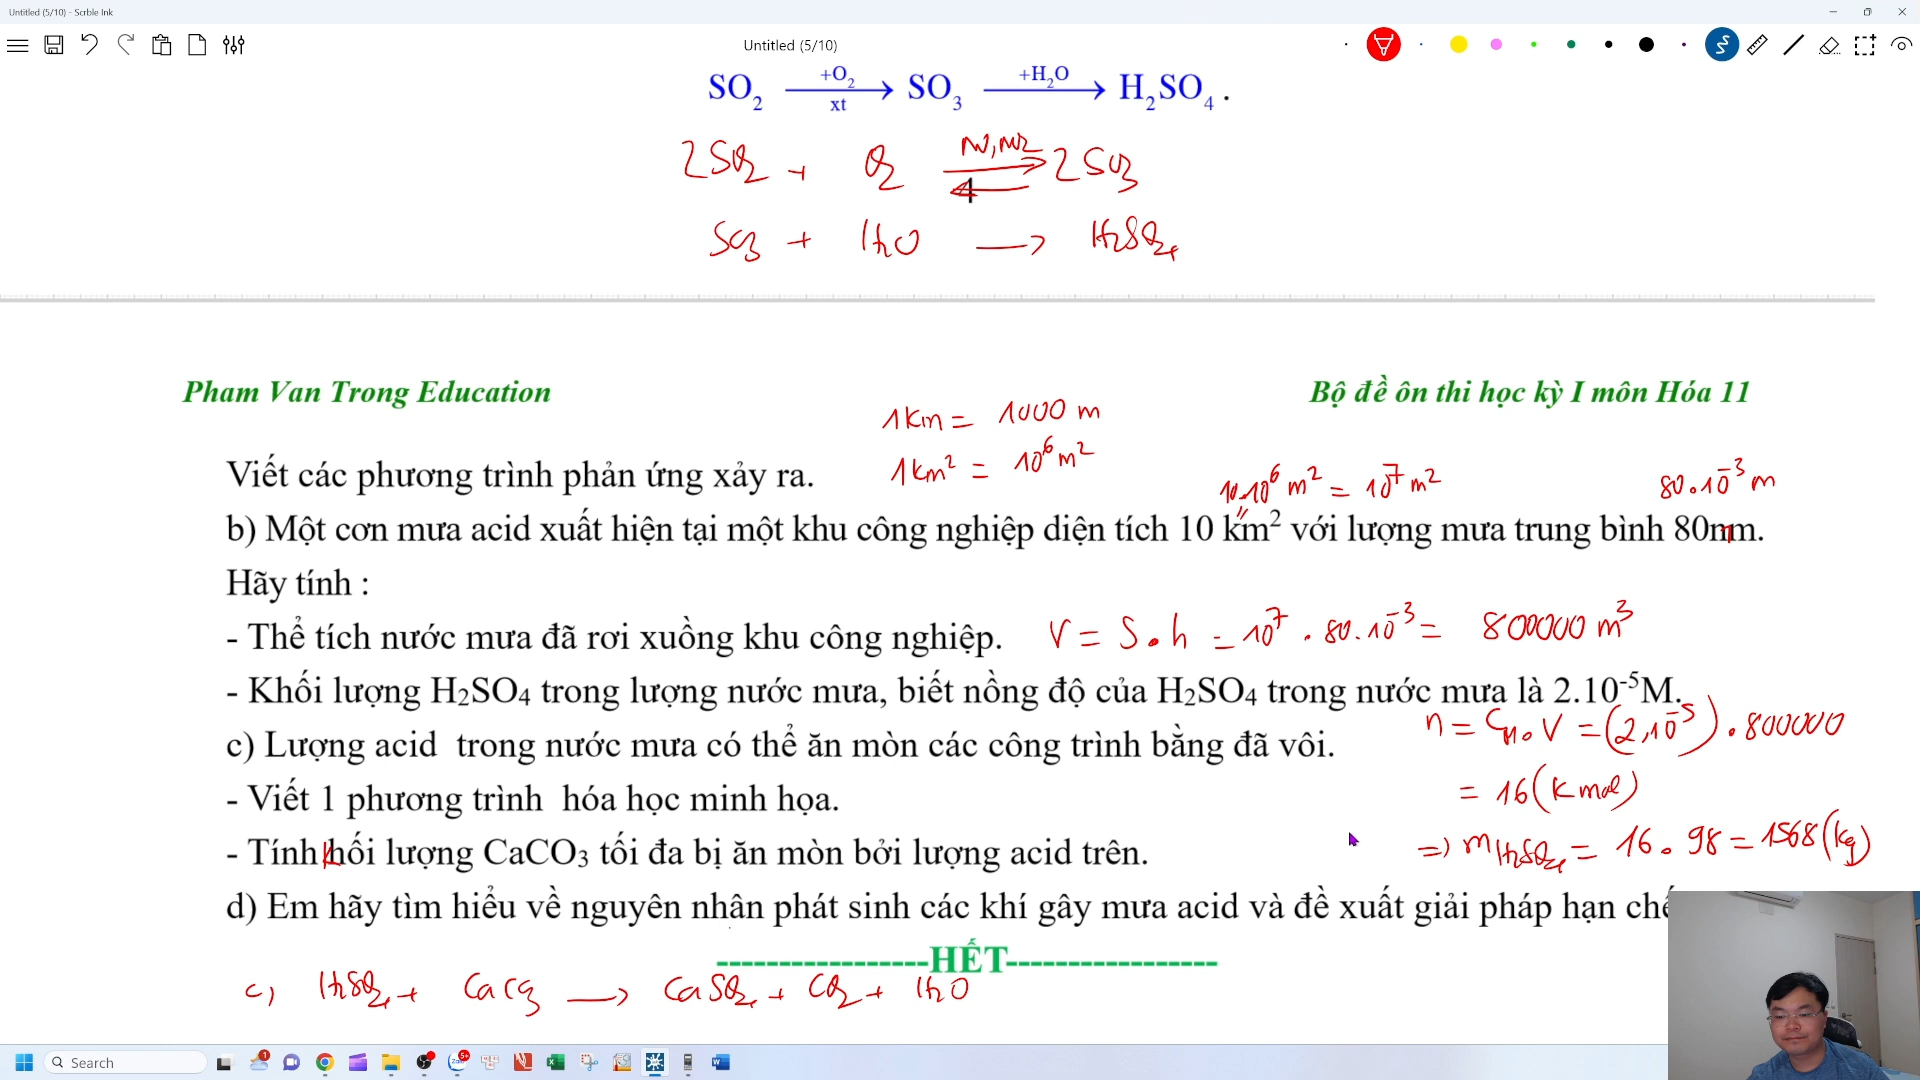 Untitled (5/10) - Scrble Ink
Untitled (5/10)
SO2 +O2 xt → SO3 +H2O → H2SO4 .
2SO2 + O2 ⇌ 2SO3
4
SO3 + H2O → H2SO4
Pham Van Trong Education
Bộ đề ôn thi học kỳ I môn Hóa 11
1km = 1000 m
1km² = 10⁶ m²
Viết các phương trình phản ứng xảy ra.
10.10⁶ m² = 10⁷ m²
80.10⁻³ m
b) Một cơn mưa acid xuất hiện tại một khu công nghiệp diện tích 10 km² với lượng mưa trung bình 80mm.
Hãy tính :
- Thể tích nước mưa đã rơi xuồng khu công nghiệp. V = S.h = 10⁷ . 80.10⁻³ = 800000 m³
- Khối lượng H2SO4 trong lượng nước mưa, biết nồng độ của H2SO4 trong nước mưa là 2.10⁻⁵M.
n = CM.V = (2.10⁻⁵).800000
c) Lượng acid trong nước mưa có thể ăn mòn các công trình bằng đã vôi.
= 16 (kmol)
- Viết 1 phương trình hóa học minh họa.
=> mH2SO4 = 16.98 = 1568 (kg)
- Tính khối lượng CaCO3 tối đa bị ăn mòn bởi lượng acid trên.
d) Em hãy tìm hiểu về nguyên nhân phát sinh các khí gây mưa acid và đề xuất giải pháp hạn chế
-----------------HẾT-----------------
c) H2SO4 + CaCO3 → CaSO4 + CO2 + H2O
Search